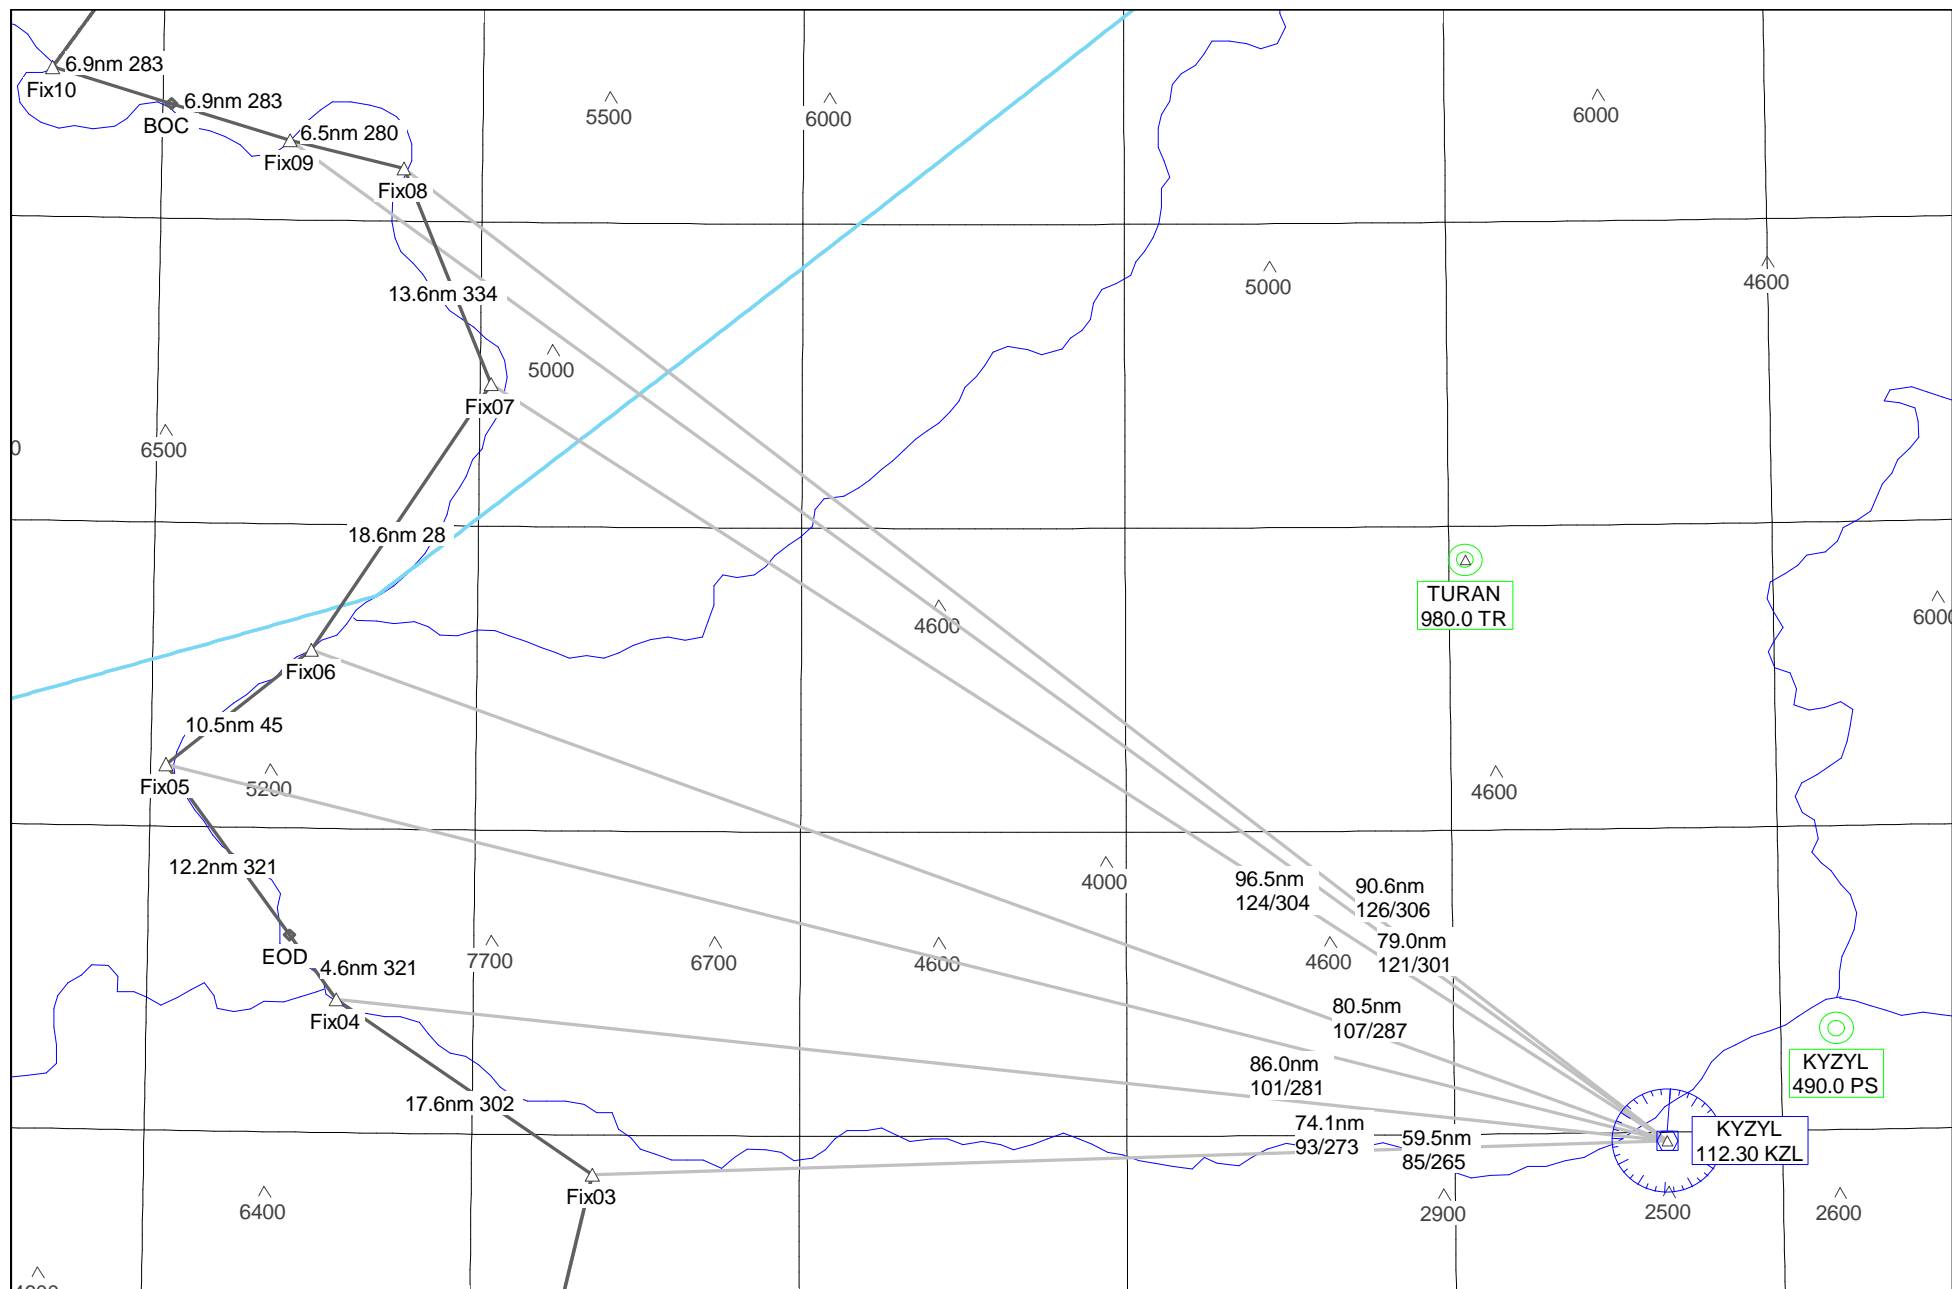 6.9nm 283
Fix10
6.9nm 283
BOC
6.5nm 280
Fix09
Fix08
5500
6000
6000
13.6nm 334
5000
4600
5000
Fix07
0
6500
18.6nm 28
TURAN
980.0 TR
4600
6000
Fix06
10.5nm 45
Fix05
5200
4600
12.2nm 321
4000
96.5nm
124/304
90.6nm
126/306
EOD
4.6nm 321
7700
6700
4600
4600
79.0nm
121/301
Fix04
80.5nm
107/287
KYZYL
490.0 PS
86.0nm
101/281
17.6nm 302
74.1nm
93/273
59.5nm
85/265
KYZYL
112.30 KZL
Fix03
6400
2900
2500
2600